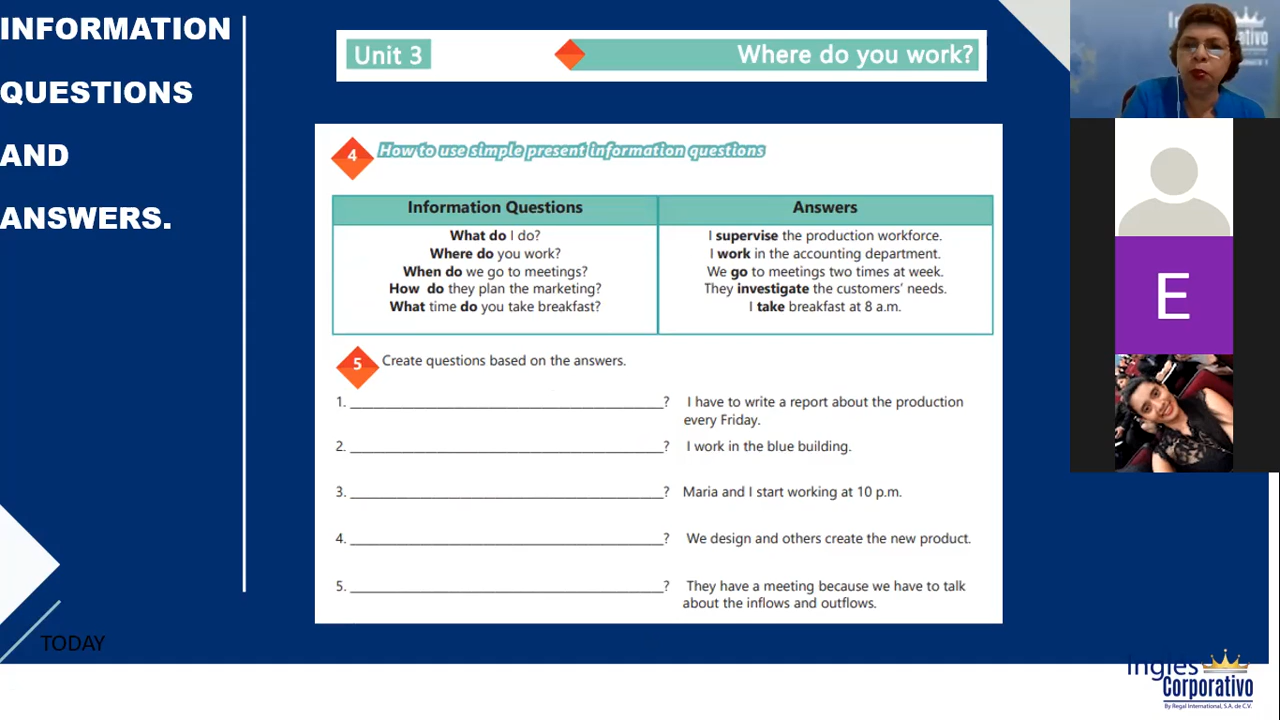 INFORMATION
QUESTIONS
AND
ANSWERS.
Unit 3
Where do you work?
4 How to use simple present information questions
Information Questions
Answers
What do I do?
I supervise the production workforce.
Where do you work?
I work in the accounting department.
When do we go to meetings?
We go to meetings two times at week.
How do they plan the marketing?
They investigate the customers' needs.
What time do you take breakfast?
I take breakfast at 8 a.m.
5 Create questions based on the answers.
1. ________________________________________? I have to write a report about the production
every Friday.
2. ________________________________________? I work in the blue building.
3. ________________________________________? Maria and I start working at 10 p.m.
4. ________________________________________? We design and others create the new product.
5. ________________________________________? They have a meeting because we have to talk
about the inflows and outflows.
TODAY
E
Ingles
Corporativo
By Regal International, S.A. de C.V.